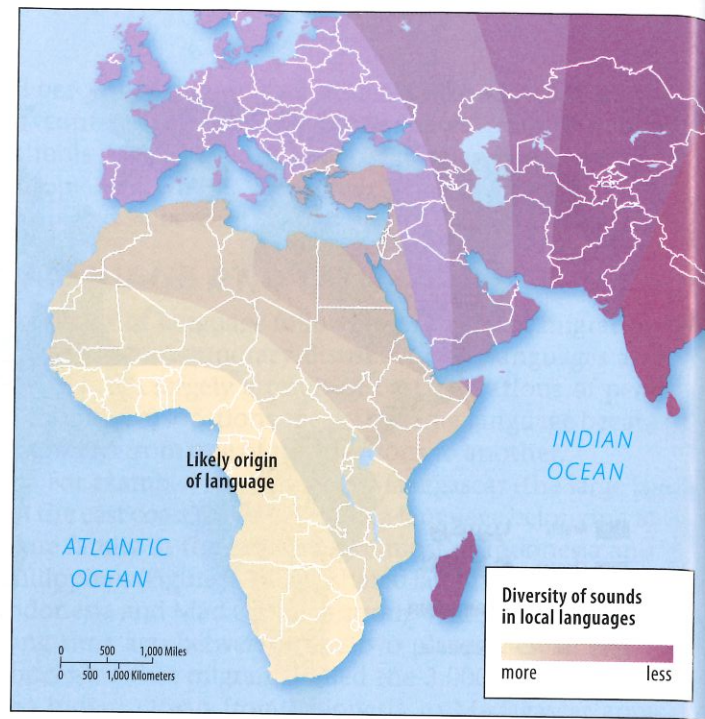 Likely origin
of language
INDIAN
OCEAN
ATLANTIC
OCEAN
0 500 1,000 Miles
0 500 1,000 Kilometers
Diversity of sounds
in local languages
more less